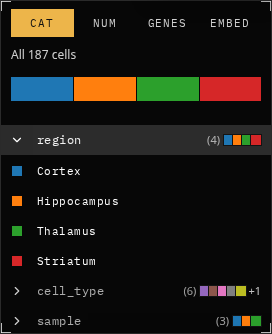 CAT NUM GENES EMBED
All 187 cells
region (4)
Cortex
Hippocampus
Thalamus
Striatum
cell_type (6) +1
sample (3)